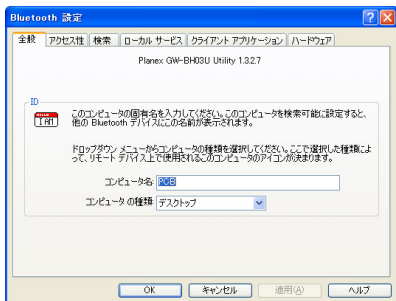 Bluetooth 設定
全般 アクセス性 検索 ローカル サービス クライアント アプリケーション ハードウェア
Planex GW-BH03U Utility 1.3.2.7
ID
HELLO
I AM
このコンピュータの固有名を入力してください。このコンピュータを検索可能に設定すると、
他の Bluetooth デバイスにこの名前が表示されます。
ドロップダウン メニューからコンピュータの種類を選択してください。ここで選択した種類によ
って、リモート デバイス上で使用されるこのコンピュータのアイコンが決まります。
コンピュータ名: PCB
コンピュータ の種類: デスクトップ
OK キャンセル 適用(A) ヘルプ